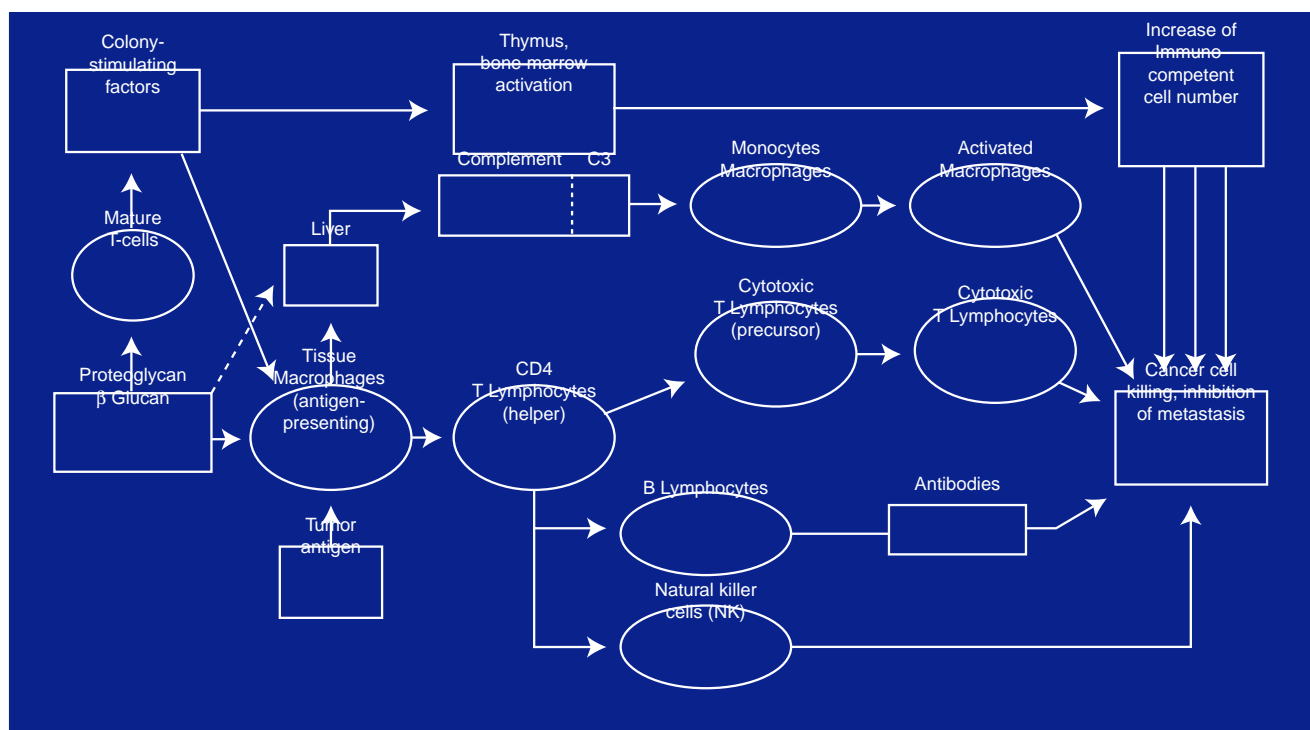 Colony-
stimulating
factors
Thymus,
bone marrow
activation
Increase of
Immuno
competent
cell number
Complement C3
Monocytes
Macrophages
Activated
Macrophages
Mature
T-cells
Liver
Cytotoxic
T Lymphocytes
(precursor)
Cytotoxic
T Lymphocytes
Proteoglycan
β Glucan
Tissue
Macrophages
(antigen-
presenting)
CD4
T Lymphocytes
(helper)
Cancer cell
killing, inhibition
of metastasis
B Lymphocytes
Antibodies
Tumor
antigen
Natural killer
cells (NK)